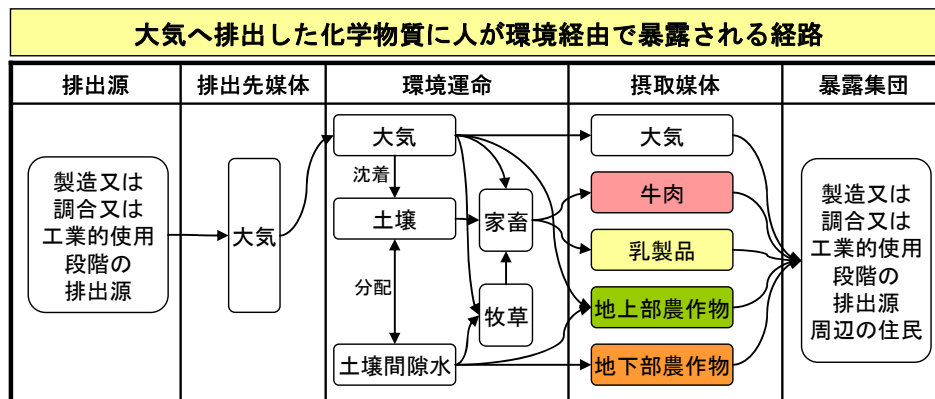 大気へ排出した化学物質に人が環境経由で暴露される経路
排出源
排出先媒体
環境運命
摂取媒体
暴露集団
製造又は
調合又は
工業的使用
段階の
排出源
大気
大気
沈着
土壌
分配
土壌間隙水
家畜
牧草
大気
牛肉
乳製品
地上部農作物
地下部農作物
製造又は
調合又は
工業的使用
段階の
排出源
周辺の住民